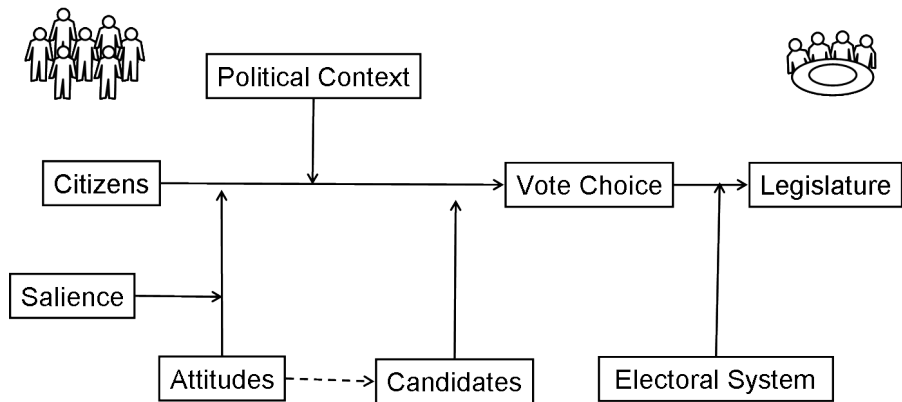 Political Context
Citizens
Vote Choice
Legislature
Salience
Attitudes
Candidates
Electoral System